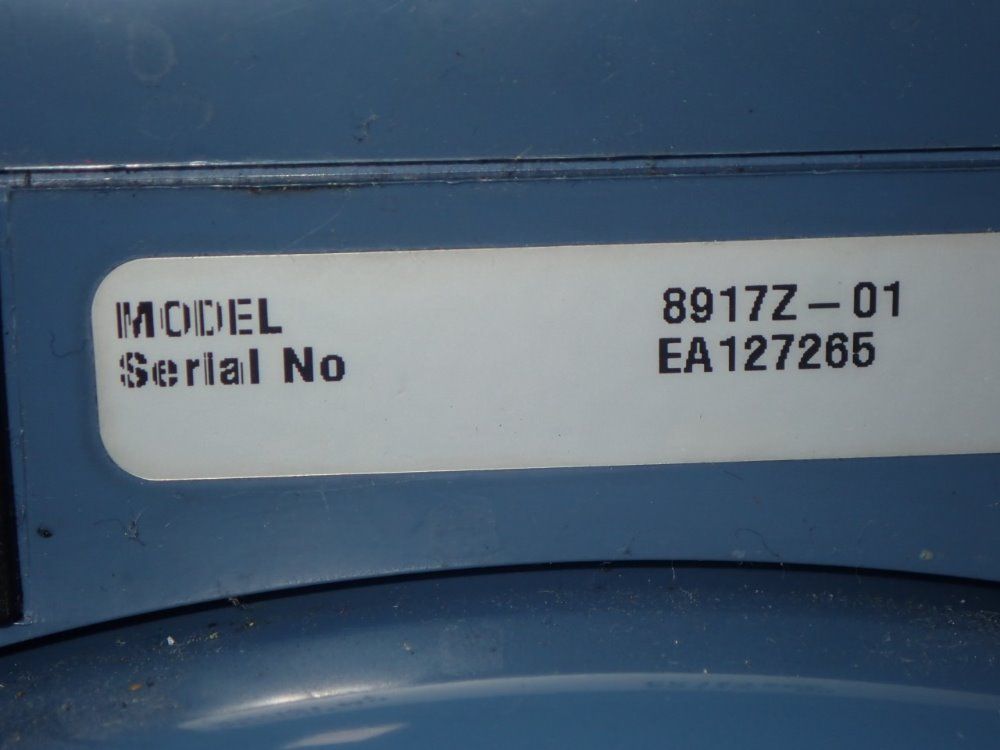 MODEL 8917Z-01
Serial No EA127265